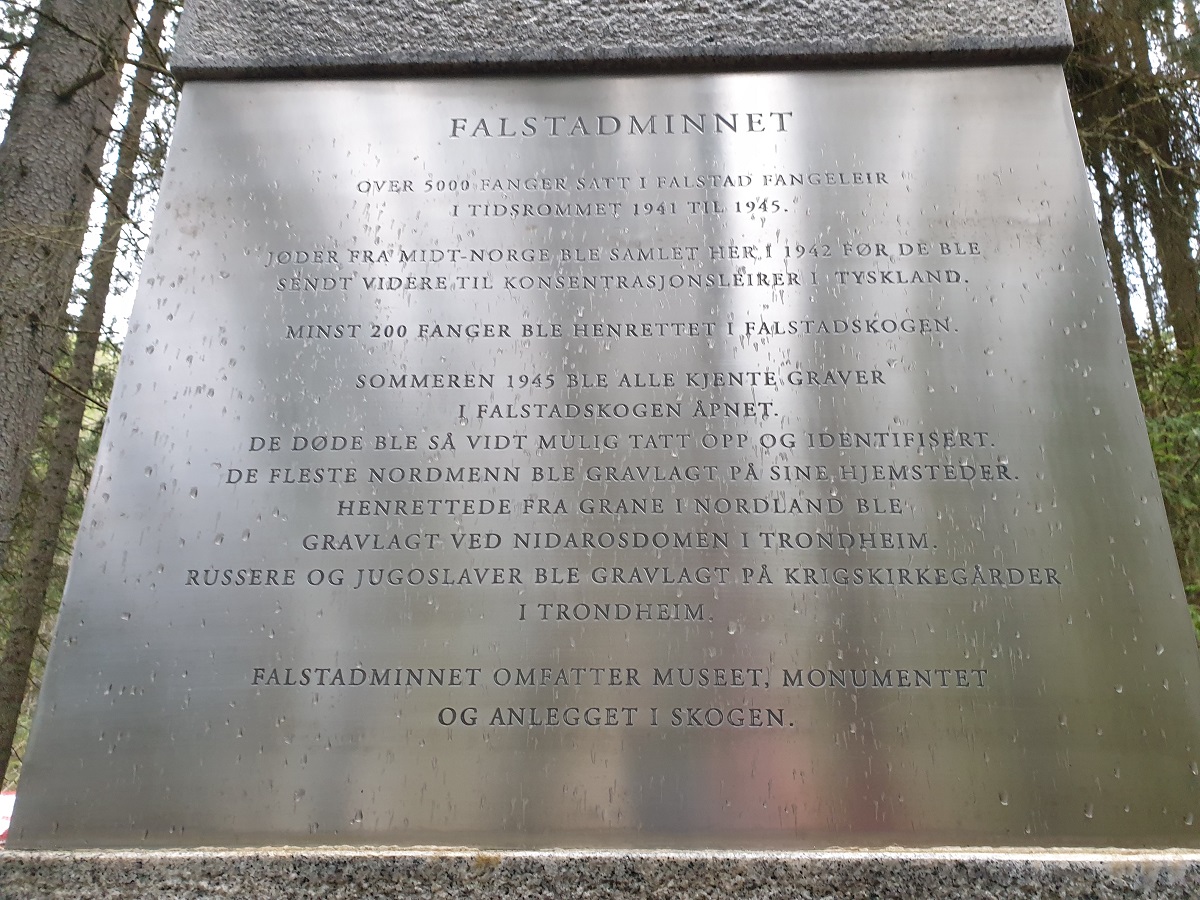 FALSTADMINNET
OVER 5000 FANGER SATT I FALSTAD FANGELEIR
I TIDSROMMET 1941 TIL 1945.
JØDER FRA MIDT-NORGE BLE SAMLET HER I 1942 FØR DE BLE
SENDT VIDERE TIL KONSENTRASJONSLEIRER I TYSKLAND.
MINST 200 FANGER BLE HENRETTET I FALSTADSKOGEN.
SOMMEREN 1945 BLE ALLE KJENTE GRAVER
I FALSTADSKOGEN ÅPNET.
DE DØDE BLE SÅ VIDT MULIG TATT OPP OG IDENTIFISERT.
DE FLESTE NORDMENN BLE GRAVLAGT PÅ SINE HJEMSTEDER.
HENRETTEDE FRA GRANE I NORDLAND BLE
GRAVLAGT VED NIDAROSDOMEN I TRONDHEIM.
RUSSERE OG JUGOSLAVER BLE GRAVLAGT PÅ KRIGSKIRKEGÅRDER
I TRONDHEIM.
FALSTADMINNET OMFATTER MUSEET, MONUMENTET
OG ANLEGGET I SKOGEN.